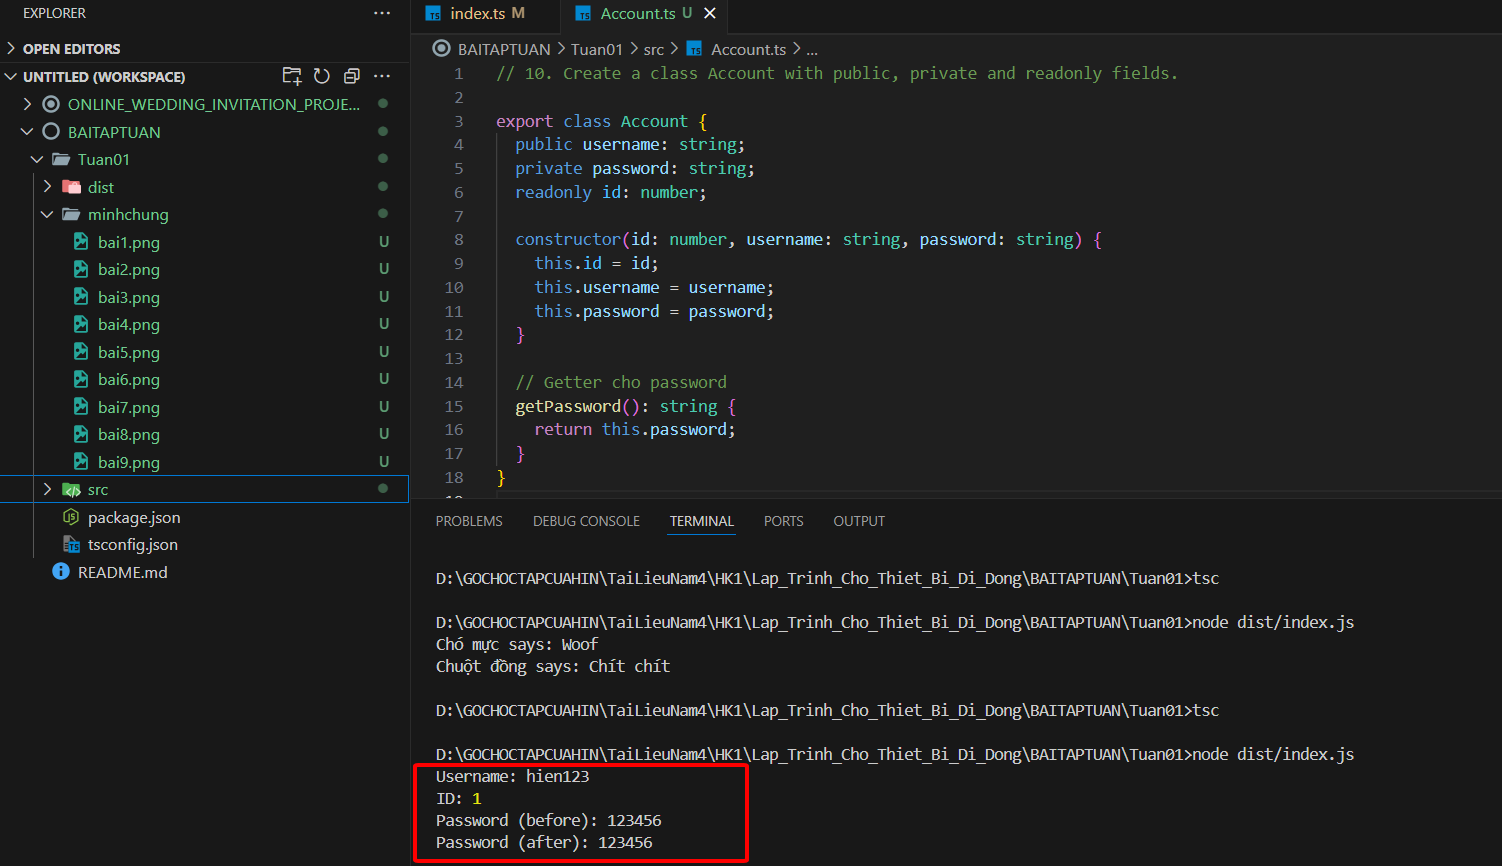 EXPLORER
OPEN EDITORS
UNTITLED (WORKSPACE)
ONLINE_WEDDING_INVITATION_PROJE...
BAITAPTUAN
Tuan01
dist
minhchung
bai1.png U
bai2.png U
bai3.png U
bai4.png U
bai5.png U
bai6.png U
bai7.png U
bai8.png U
bai9.png U
src
package.json
tsconfig.json
README.md
TS index.ts M
TS Account.ts U
BAITAPTUAN > Tuan01 > src > TS Account.ts > ...
1 // 10. Create a class Account with public, private and readonly fields.
2
3 export class Account {
4 public username: string;
5 private password: string;
6 readonly id: number;
7
8 constructor(id: number, username: string, password: string) {
9 this.id = id;
10 this.username = username;
11 this.password = password;
12 }
13
14 // Getter cho password
15 getPassword(): string {
16 return this.password;
17 }
18 }
PROBLEMS DEBUG CONSOLE TERMINAL PORTS OUTPUT
D:\GOCHOCTAPCUAHIN\TaiLieuNam4\HK1\Lap_Trinh_Cho_Thiet_Bi_Di_Dong\BAITAPTUAN\Tuan01>tsc
D:\GOCHOCTAPCUAHIN\TaiLieuNam4\HK1\Lap_Trinh_Cho_Thiet_Bi_Di_Dong\BAITAPTUAN\Tuan01>node dist/index.js
Chó mực says: Woof
Chuột đồng says: Chít chít
D:\GOCHOCTAPCUAHIN\TaiLieuNam4\HK1\Lap_Trinh_Cho_Thiet_Bi_Di_Dong\BAITAPTUAN\Tuan01>tsc
D:\GOCHOCTAPCUAHIN\TaiLieuNam4\HK1\Lap_Trinh_Cho_Thiet_Bi_Di_Dong\BAITAPTUAN\Tuan01>node dist/index.js
Username: hien123
ID: 1
Password (before): 123456
Password (after): 123456